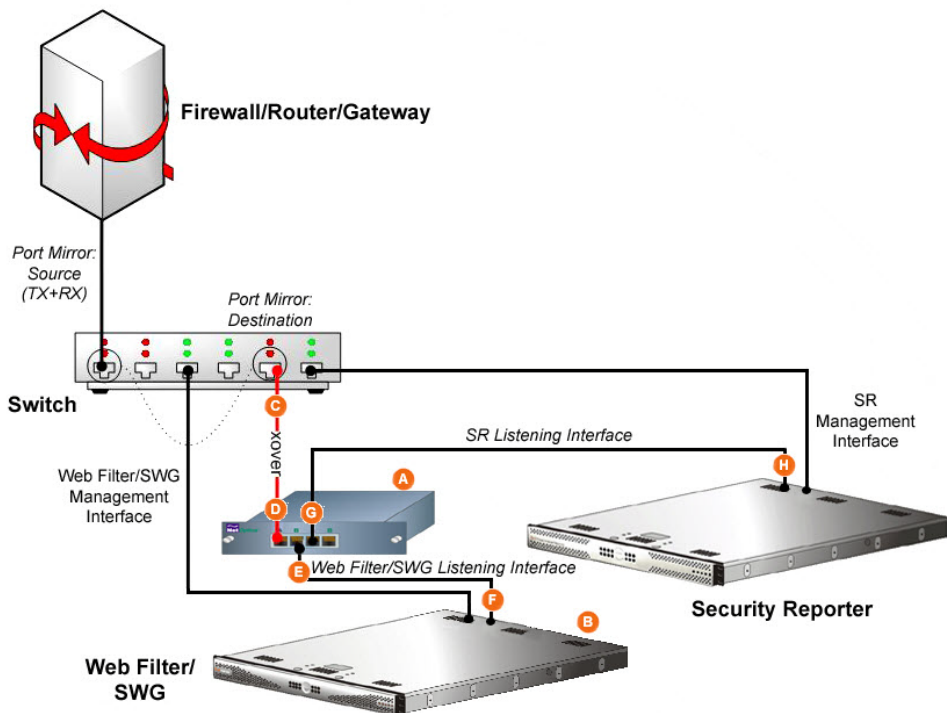 Firewall/Router/Gateway
Port Mirror:
Source
(TX+RX)
Port Mirror:
Destination
Switch
C
xover
D
G
A
E
SR Listening Interface
H
SR
Management
Interface
Web Filter/SWG
Management
Interface
Web Filter/SWG Listening Interface
F
B
Security Reporter
Web Filter/
SWG